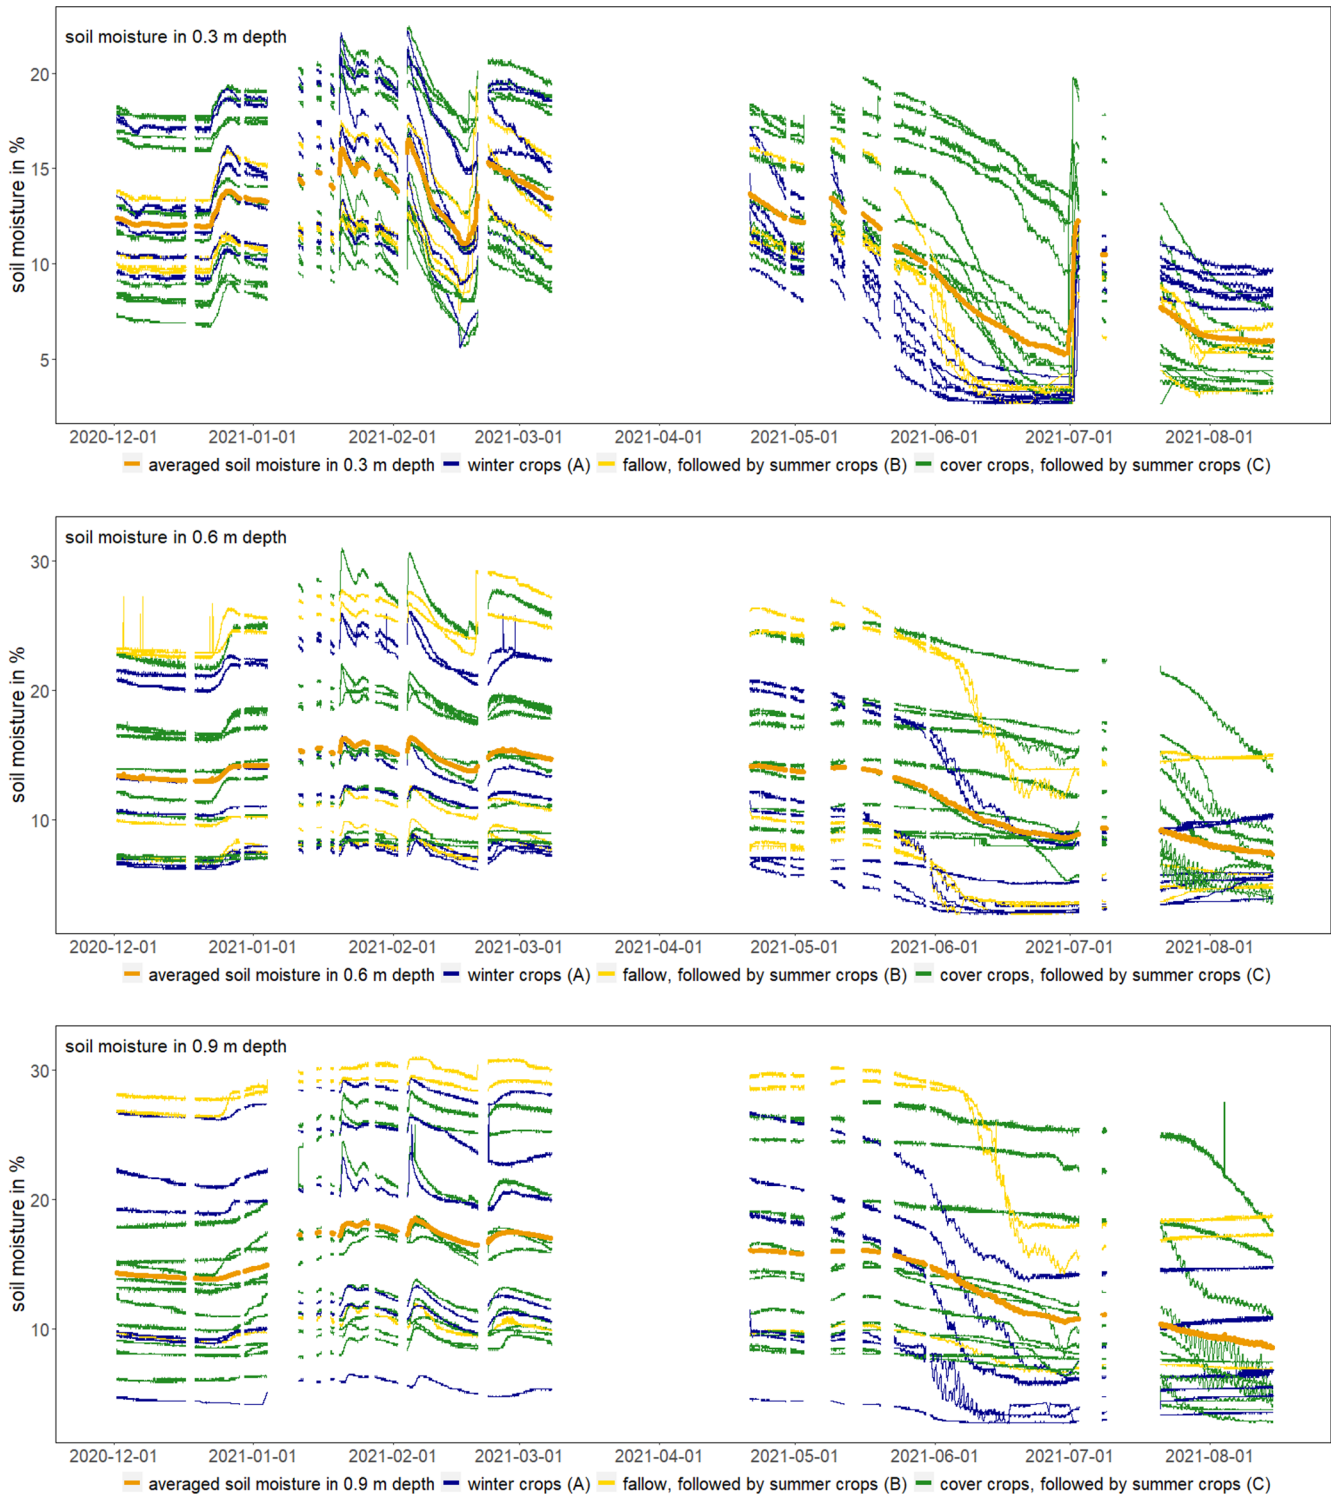 soil moisture in 0.3 m depth
soil moisture in %
20
15
10
5
2020-12-01 2021-01-01 2021-02-01 2021-03-01 2021-04-01 2021-05-01 2021-06-01 2021-07-01 2021-08-01
averaged soil moisture in 0.3 m depth winter crops (A) fallow, followed by summer crops (B) cover crops, followed by summer crops (C)
soil moisture in 0.6 m depth
soil moisture in %
30
20
10
2020-12-01 2021-01-01 2021-02-01 2021-03-01 2021-04-01 2021-05-01 2021-06-01 2021-07-01 2021-08-01
averaged soil moisture in 0.6 m depth winter crops (A) fallow, followed by summer crops (B) cover crops, followed by summer crops (C)
soil moisture in 0.9 m depth
soil moisture in %
30
20
10
2020-12-01 2021-01-01 2021-02-01 2021-03-01 2021-04-01 2021-05-01 2021-06-01 2021-07-01 2021-08-01
averaged soil moisture in 0.9 m depth winter crops (A) fallow, followed by summer crops (B) cover crops, followed by summer crops (C)